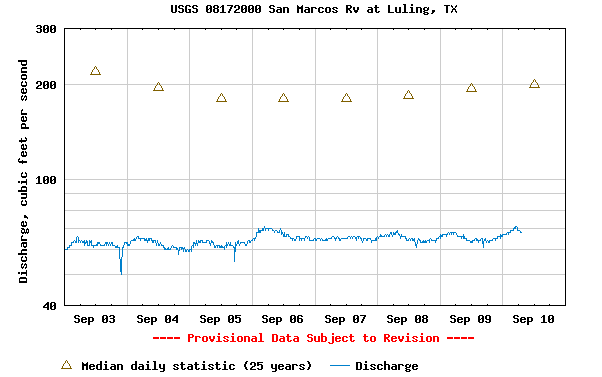 USGS 08172000 San Marcos Rv at Luling, TX
Discharge, cubic feet per second
300
200
100
40
Sep 03 Sep 04 Sep 05 Sep 06 Sep 07 Sep 08 Sep 09 Sep 10
---- Provisional Data Subject to Revision ----
Median daily statistic (25 years) Discharge